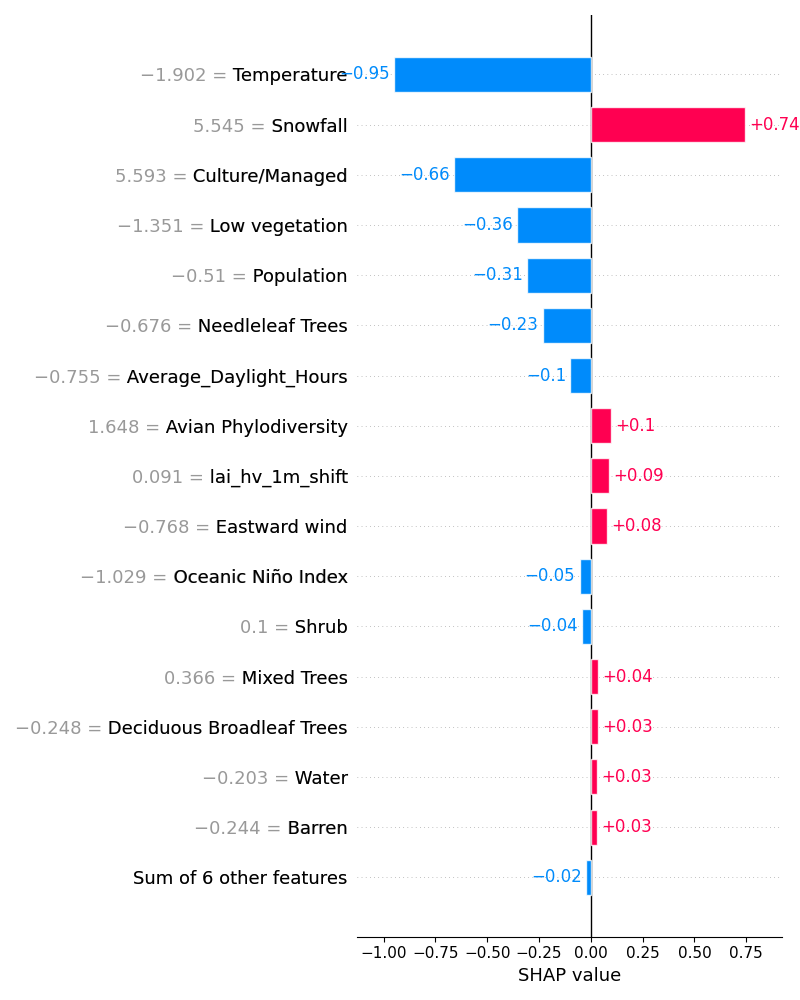 −1.902 = Temperature −0.95
5.545 = Snowfall +0.74
5.593 = Culture/Managed −0.66
−1.351 = Low vegetation −0.36
−0.51 = Population −0.31
−0.676 = Needleleaf Trees −0.23
−0.755 = Average_Daylight_Hours −0.1
1.648 = Avian Phylodiversity +0.1
0.091 = lai_hv_1m_shift +0.09
−0.768 = Eastward wind +0.08
−1.029 = Oceanic Niño Index −0.05
0.1 = Shrub −0.04
0.366 = Mixed Trees +0.04
−0.248 = Deciduous Broadleaf Trees +0.03
−0.203 = Water +0.03
−0.244 = Barren +0.03
Sum of 6 other features −0.02
−1.00 −0.75 −0.50 −0.25 0.00 0.25 0.50 0.75
SHAP value